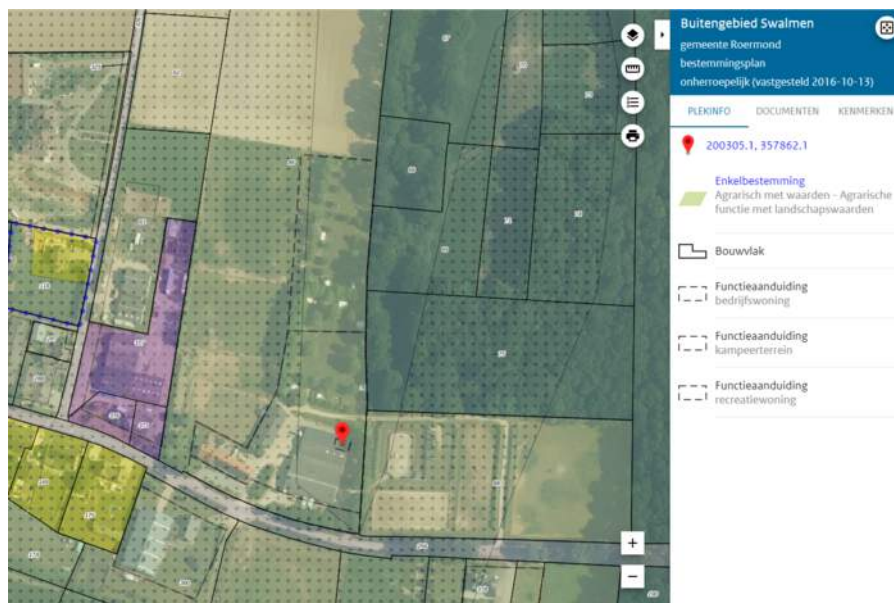 Buitengebied Swalmen
gemeente Roermond
bestemmingsplan
onherroepelijk (vastgesteld 2016-10-13)
PLEKINFO DOCUMENTEN KENMERKEN
200305.1, 357862.1
Enkelbestemming
Agrarisch met waarden - Agrarische
functie met landschapswaarden
Bouwvlak
Functieaanduiding
bedrijfswoning
Functieaanduiding
kampeerterrein
Functieaanduiding
recreatiewoning
+
−